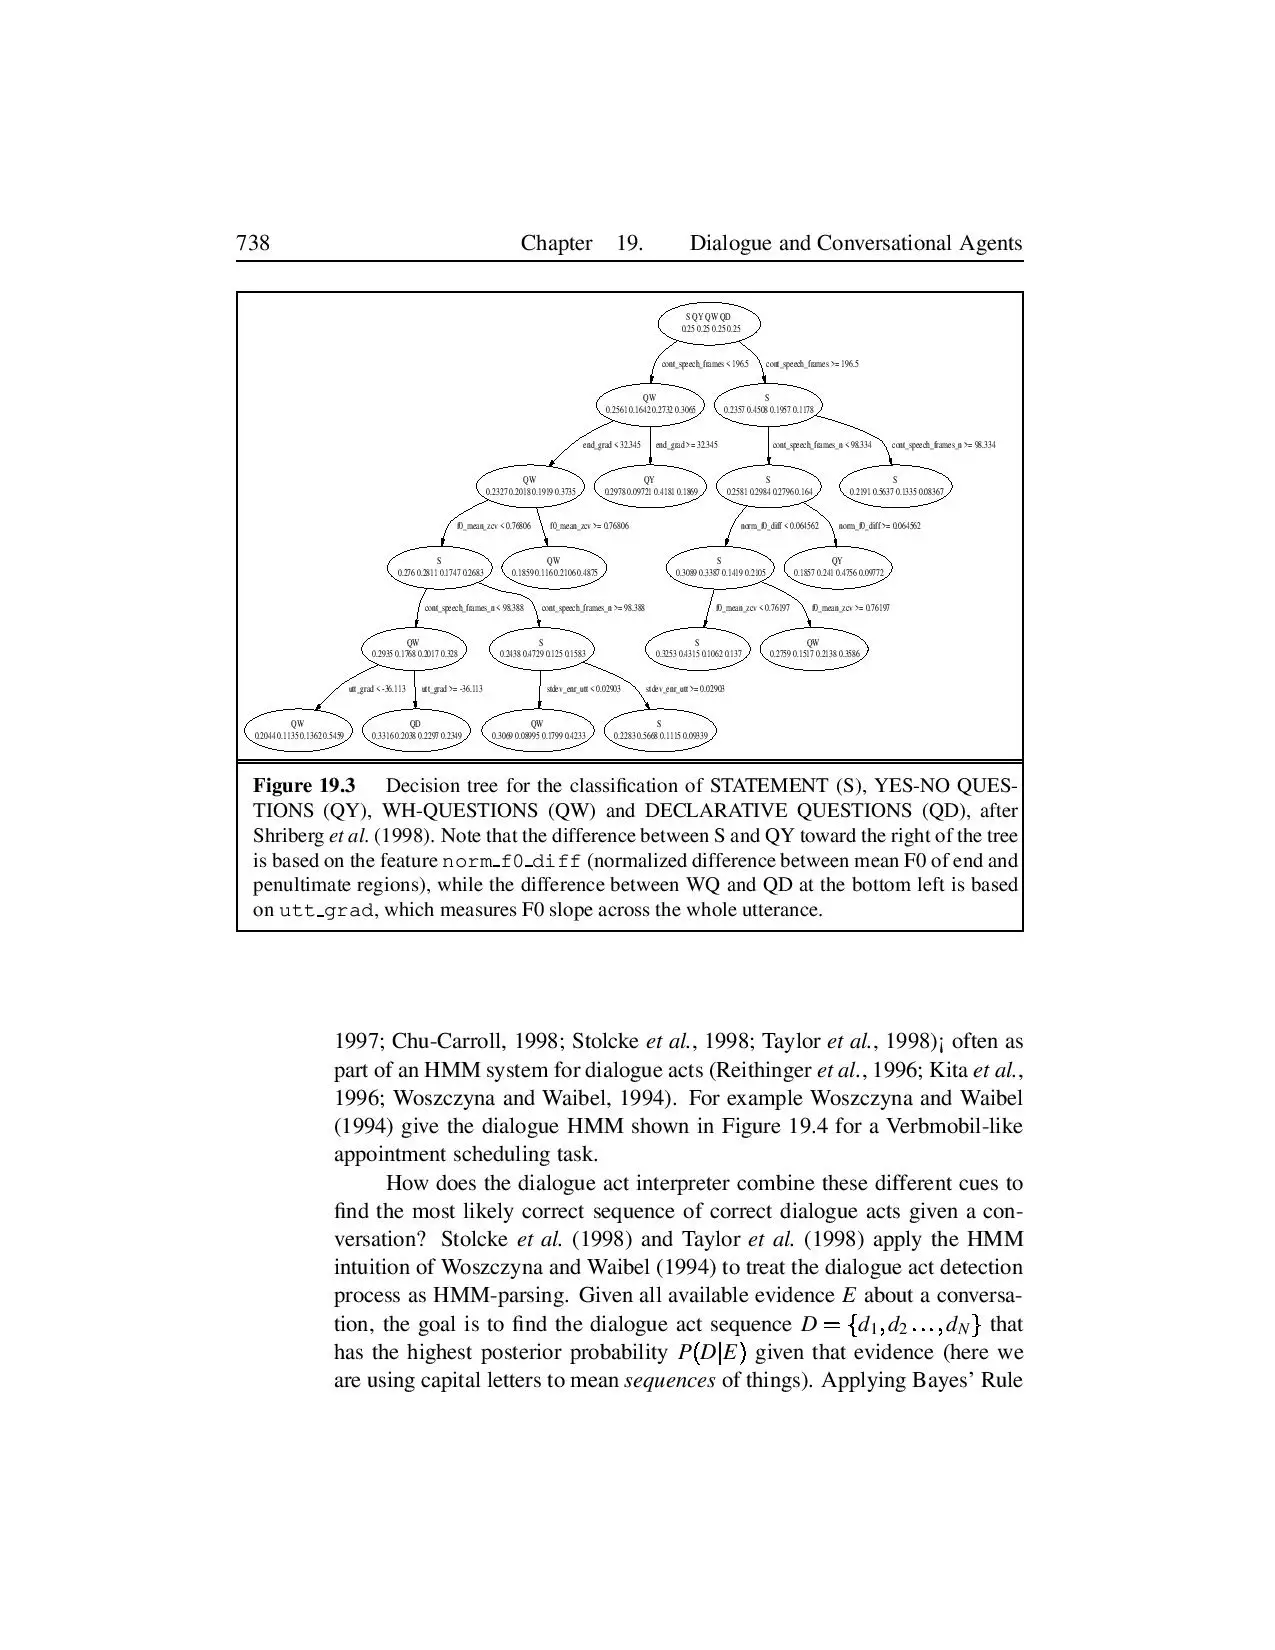 738 Chapter 19. Dialogue and Conversational Agents
S QY QW QD
0.25 0.25 0.25 0.25
cont_speech_frames < 196.5 cont_speech_frames >= 196.5
QW
0.2561 0.1642 0.2732 0.3065
S
0.2357 0.4508 0.1957 0.1178
end_grad < 32.345 end_grad >= 32.345 cont_speech_frames_n < 98.334 cont_speech_frames_n >= 98.334
QW
0.2327 0.2018 0.1919 0.3735
QY
0.2978 0.09721 0.4181 0.1869
S
0.2581 0.2984 0.2796 0.164
S
0.2191 0.5637 0.1335 0.08367
f0_mean_zcv < 0.76806 f0_mean_zcv >= 0.76806 norm_f0_diff < 0.064562 norm_f0_diff >= 0.064562
S
0.276 0.2811 0.1747 0.2683
QW
0.1859 0.116 0.2106 0.4875
S
0.3089 0.3387 0.1419 0.2105
QY
0.1857 0.241 0.4756 0.09772
cont_speech_frames_n < 98.388 cont_speech_frames_n >= 98.388 f0_mean_zcv < 0.76197 f0_mean_zcv >= 0.76197
QW
0.2935 0.1768 0.2017 0.328
S
0.2438 0.4729 0.125 0.1583
S
0.3253 0.4315 0.1062 0.137
QW
0.2759 0.1517 0.2138 0.3586
utt_grad < -36.113 utt_grad >= -36.113 stdev_enr_utt < 0.02903 stdev_enr_utt >= 0.02903
QW
0.2044 0.1135 0.1362 0.5459
QD
0.3316 0.2038 0.2297 0.2349
QW
0.3069 0.08995 0.1799 0.4233
S
0.2283 0.5668 0.1115 0.09339
Figure 19.3 Decision tree for the classification of STATEMENT (S), YES-NO QUES-
TIONS (QY), WH-QUESTIONS (QW) and DECLARATIVE QUESTIONS (QD), after
Shriberg et al. (1998). Note that the difference between S and QY toward the right of the tree
is based on the feature norm_f0_diff (normalized difference between mean F0 of end and
penultimate regions), while the difference between WQ and QD at the bottom left is based
on utt_grad, which measures F0 slope across the whole utterance.
1997; Chu-Carroll, 1998; Stolcke et al., 1998; Taylor et al., 1998)¡ often as
part of an HMM system for dialogue acts (Reithinger et al., 1996; Kita et al.,
1996; Woszczyna and Waibel, 1994). For example Woszczyna and Waibel
(1994) give the dialogue HMM shown in Figure 19.4 for a Verbmobil-like
appointment scheduling task.
How does the dialogue act interpreter combine these different cues to
find the most likely correct sequence of correct dialogue acts given a con-
versation? Stolcke et al. (1998) and Taylor et al. (1998) apply the HMM
intuition of Woszczyna and Waibel (1994) to treat the dialogue act detection
process as HMM-parsing. Given all available evidence E about a conversa-
tion, the goal is to find the dialogue act sequence D = {d1,d2 ...,dN} that
has the highest posterior probability P(D|E) given that evidence (here we
are using capital letters to mean sequences of things). Applying Bayes' Rule